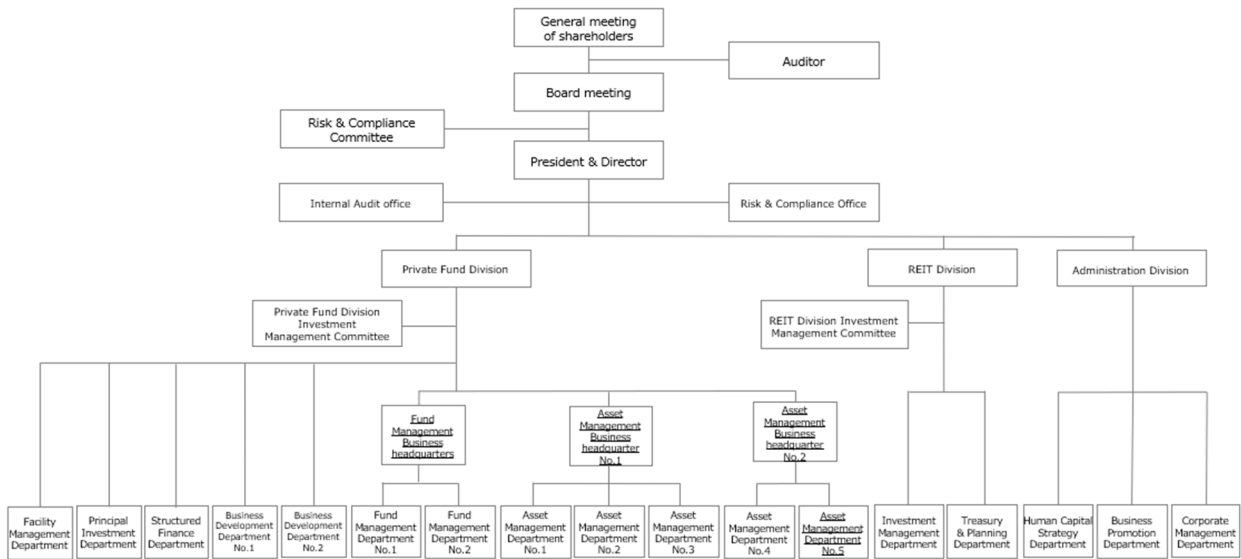 General meeting
of shareholders
Auditor
Board meeting
Risk & Compliance
Committee
President & Director
Internal Audit office
Risk & Compliance Office
Private Fund Division
REIT Division
Administration Division
Private Fund Division
Investment
Management Committee
REIT Division Investment
Management Committee
Fund
Management
Business
headquarters
Asset
Management
Business
headquarter
No.1
Asset
Management
Business
headquarter
No.2
Facility
Management
Department
Principal
Investment
Department
Structured
Finance
Department
Business
Development
Department
No.1
Business
Development
Department
No.2
Fund
Management
Department
No.1
Fund
Management
Department
No.2
Asset
Management
Department
No.1
Asset
Management
Department
No.2
Asset
Management
Department
No.3
Asset
Management
Department
No.4
Asset
Management
Department
No.5
Investment
Management
Department
Treasury
& Planning
Department
Human Capital
Strategy
Department
Business
Promotion
Department
Corporate
Management
Department